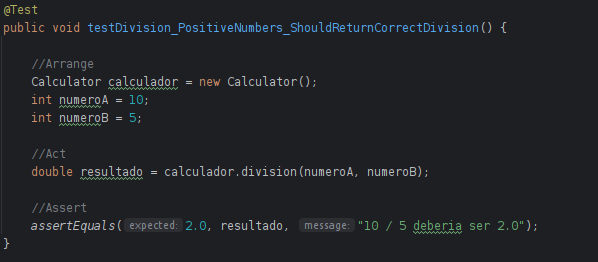 @Test
public void testDivision_PositiveNumbers_ShouldReturnCorrectDivision() {
//Arrange
Calculator calculador = new Calculator();
int numeroA = 10;
int numeroB = 5;
//Act
double resultado = calculador.division(numeroA, numeroB);
//Assert
assertEquals( expected: 2.0, resultado, message: "10 / 5 deberia ser 2.0");
}